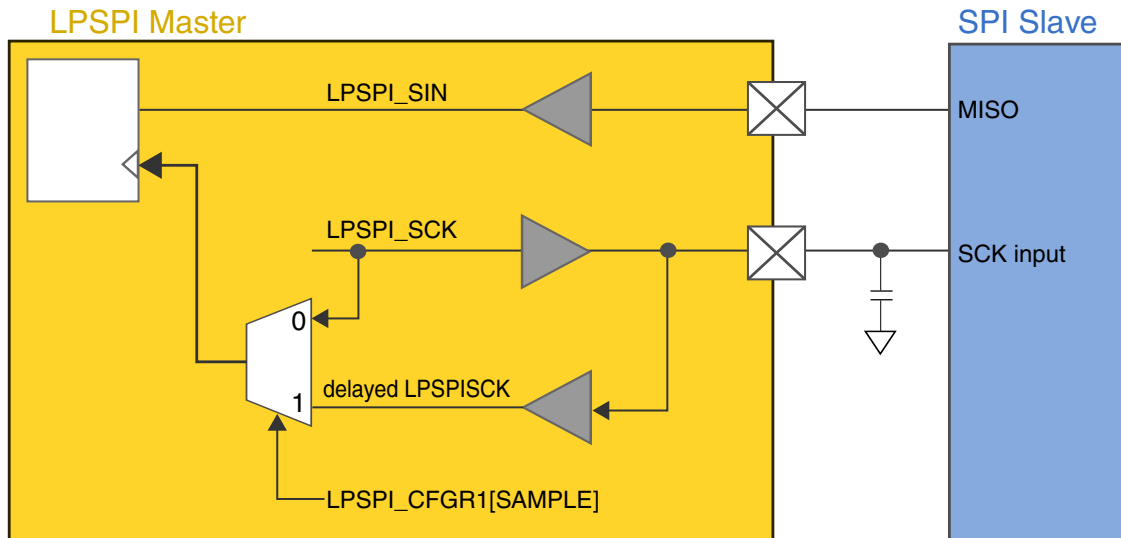 LPSPI Master
SPI Slave
LPSPI_SIN
MISO
LPSPI_SCK
SCK input
0
1
delayed LPSPISCK
LPSPI_CFGR1[SAMPLE]